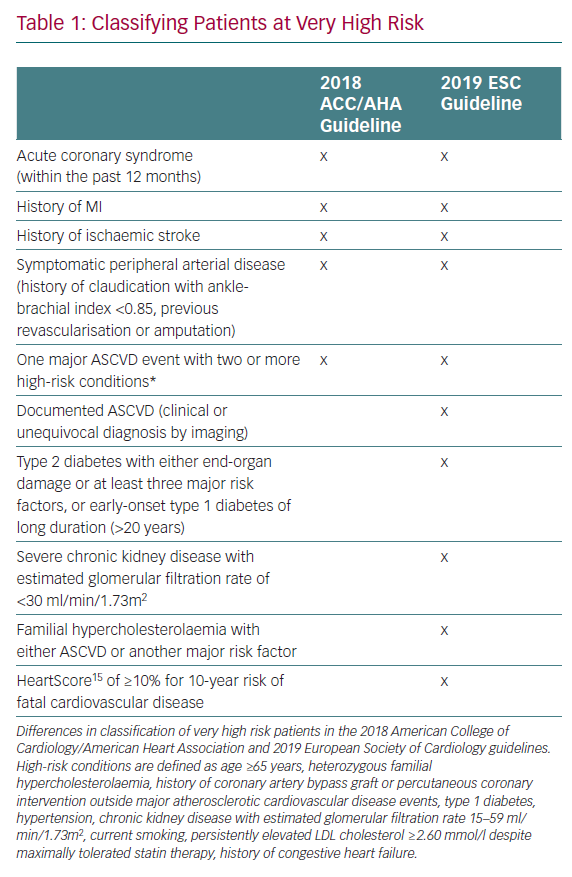 Table 1: Classifying Patients at Very High Risk
2018 ACC/AHA Guideline
2019 ESC Guideline
Acute coronary syndrome
(within the past 12 months)
x x
History of MI x x
History of ischaemic stroke x x
Symptomatic peripheral arterial disease x x
(history of claudication with ankle-
brachial index <0.85, previous
revascularisation or amputation)
One major ASCVD event with two or more x x
high-risk conditions*
Documented ASCVD (clinical or x
unequivocal diagnosis by imaging)
Type 2 diabetes with either end-organ x
damage or at least three major risk
factors, or early-onset type 1 diabetes of
long duration (>20 years)
Severe chronic kidney disease with x
estimated glomerular filtration rate of
<30 ml/min/1.73m²
Familial hypercholesterolaemia with x
either ASCVD or another major risk factor
HeartScore¹⁵ of ≥10% for 10-year risk of x
fatal cardiovascular disease
Differences in classification of very high risk patients in the 2018 American College of
Cardiology/American Heart Association and 2019 European Society of Cardiology guidelines.
High-risk conditions are defined as age ≥65 years, heterozygous familial
hypercholesterolaemia, history of coronary artery bypass graft or percutaneous coronary
intervention outside major atherosclerotic cardiovascular disease events, type 1 diabetes,
hypertension, chronic kidney disease with estimated glomerular filtration rate 15–59 ml/
min/1.73m², current smoking, persistently elevated LDL cholesterol ≥2.60 mmol/l despite
maximally tolerated statin therapy, history of congestive heart failure.